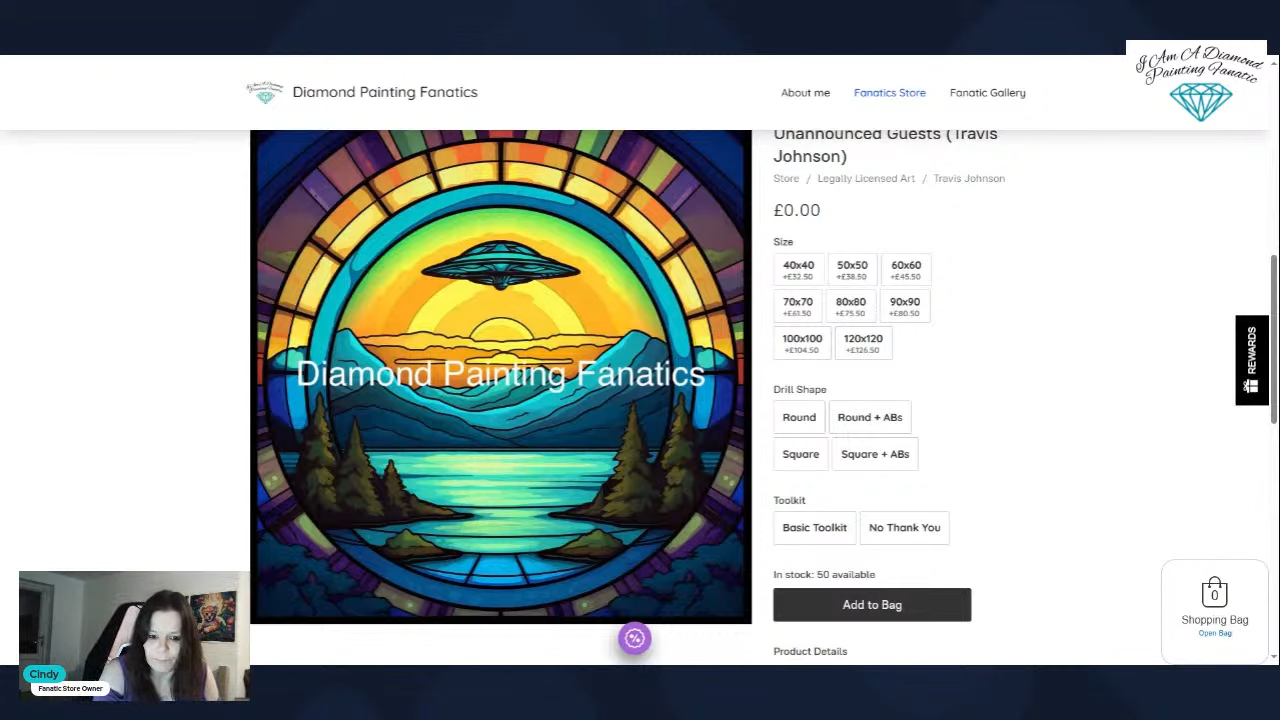 I Am A Diamond
Painting Fanatic
I Am A Diamond
Painting Fanatic
Diamond Painting Fanatics
About me
Fanatics Store
Fanatic Gallery
Unannounced Guests (Travis
Johnson)
Store / Legally Licensed Art / Travis Johnson
£0.00
Size
40x40 50x50 60x60
+£32.50 +£38.50 +£45.50
70x70 80x80 90x90
+£61.50 +£75.50 +£80.50
100x100 120x120
+£104.50 +£126.50
Diamond Painting Fanatics
Drill Shape
Round Round + ABs
Square Square + ABs
Toolkit
Basic Toolkit No Thank You
In stock: 50 available
Add to Bag
Product Details
REWARDS
0
Shopping Bag
Open Bag
%
Cindy
Fanatic Store Owner